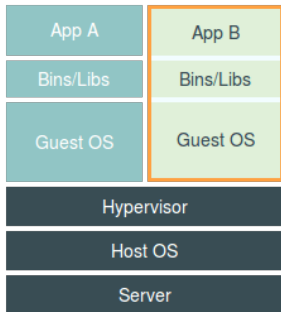 App A
App B
Bins/Libs
Bins/Libs
Guest OS
Guest OS
Hypervisor
Host OS
Server